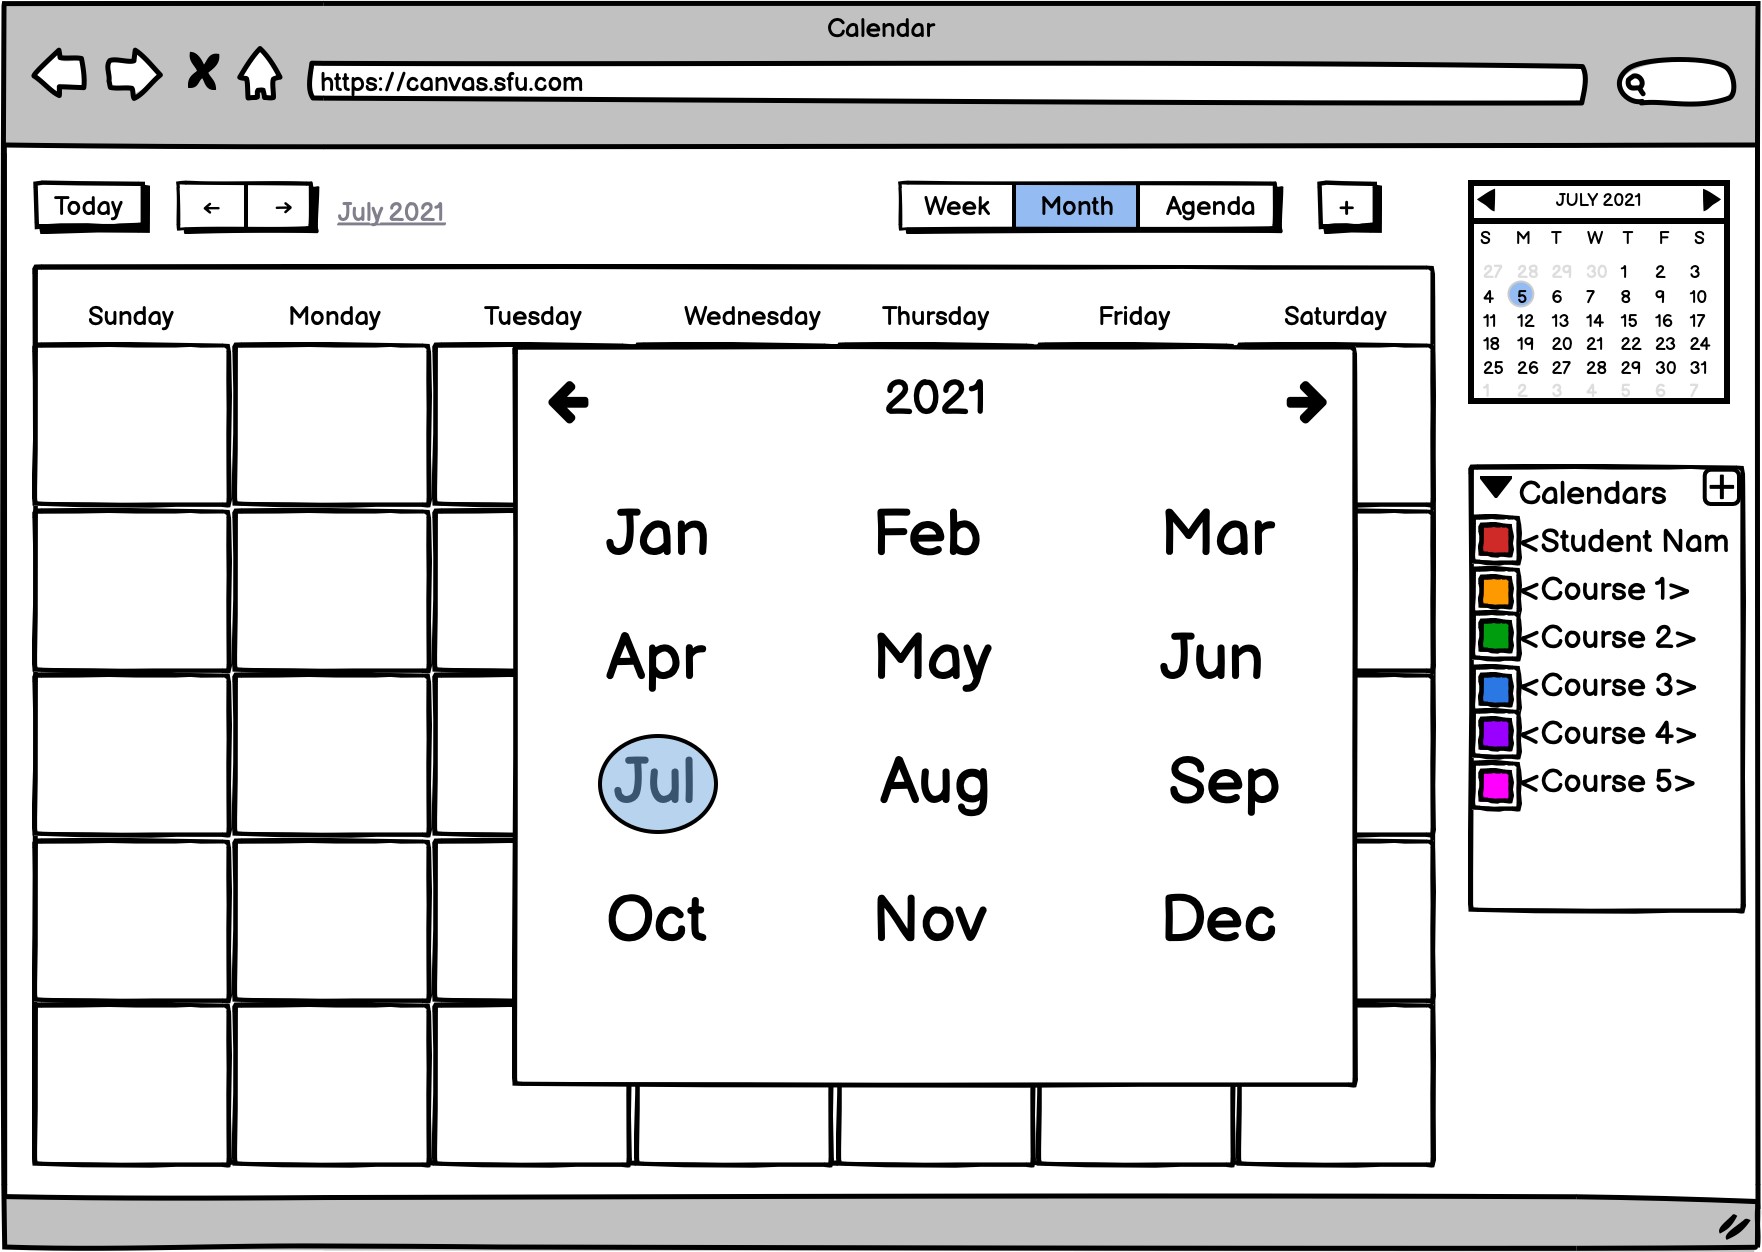 Calendar
https://canvas.sfu.com
Today ← → July 2021 Week Month Agenda +
Sunday Monday Tuesday Wednesday Thursday Friday Saturday
2021
Jan Feb Mar
Apr May Jun
Jul Aug Sep
Oct Nov Dec
JULY 2021
S M T W T F S
27 28 29 30 1 2 3
4 5 6 7 8 9 10
11 12 13 14 15 16 17
18 19 20 21 22 23 24
25 26 27 28 29 30 31
1 2 3 4 5 6 7
Calendars
<Student Nam
<Course 1>
<Course 2>
<Course 3>
<Course 4>
<Course 5>